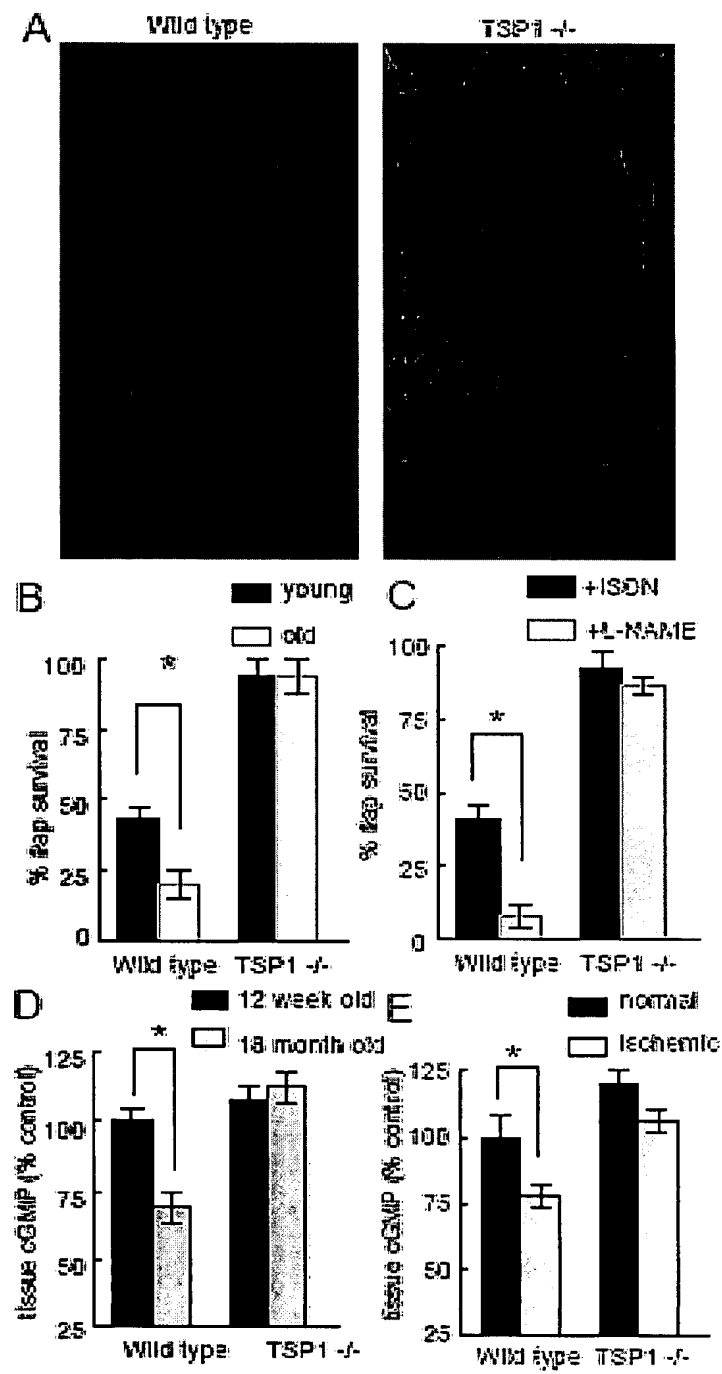 A
Wild type
TSP1 -/-
B
young
old
100
75
50
25
0
% flap survival
*
Wild type
TSP1 -/-
C
+ISDN
+L-NAME
100
75
50
25
0
% flap survival
*
Wild type
TSP1 -/-
D
12 week old
18 month old
125
100
75
50
25
tissue cGMP (% control)
*
Wild type
TSP1 -/-
E
normal
ischemic
125
100
75
50
25
tissue cGMP (% control)
*
Wild type
TSP1 -/-